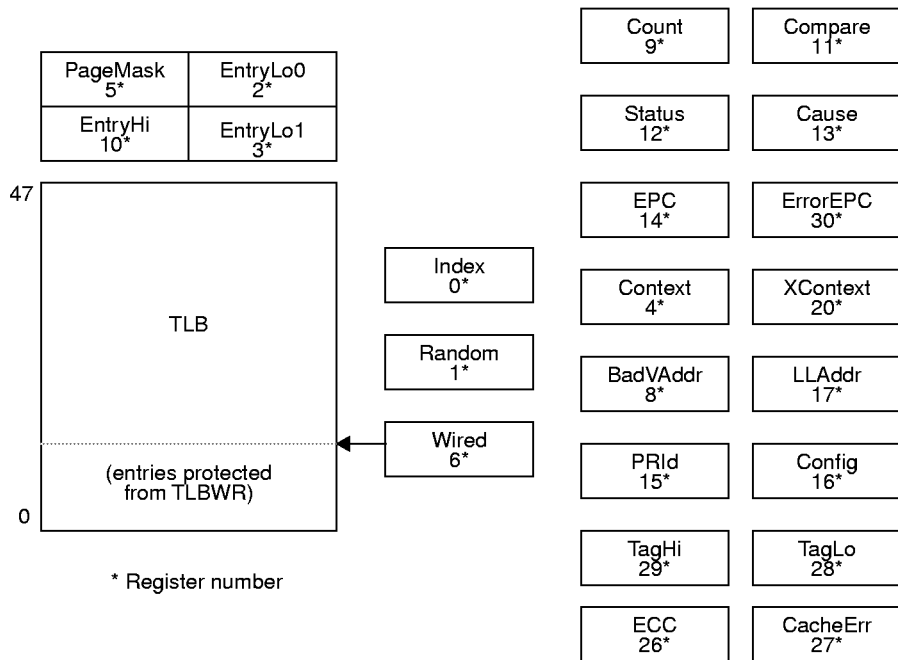 PageMask
5*
EntryLo0
2*
EntryHi
10*
EntryLo1
3*
47
TLB
(entries protected
from TLBWR)
0
* Register number
Index
0*
Random
1*
Wired
6*
Count
9*
Compare
11*
Status
12*
Cause
13*
EPC
14*
ErrorEPC
30*
Context
4*
XContext
20*
BadVAddr
8*
LLAddr
17*
PRId
15*
Config
16*
TagHi
29*
TagLo
28*
ECC
26*
CacheErr
27*